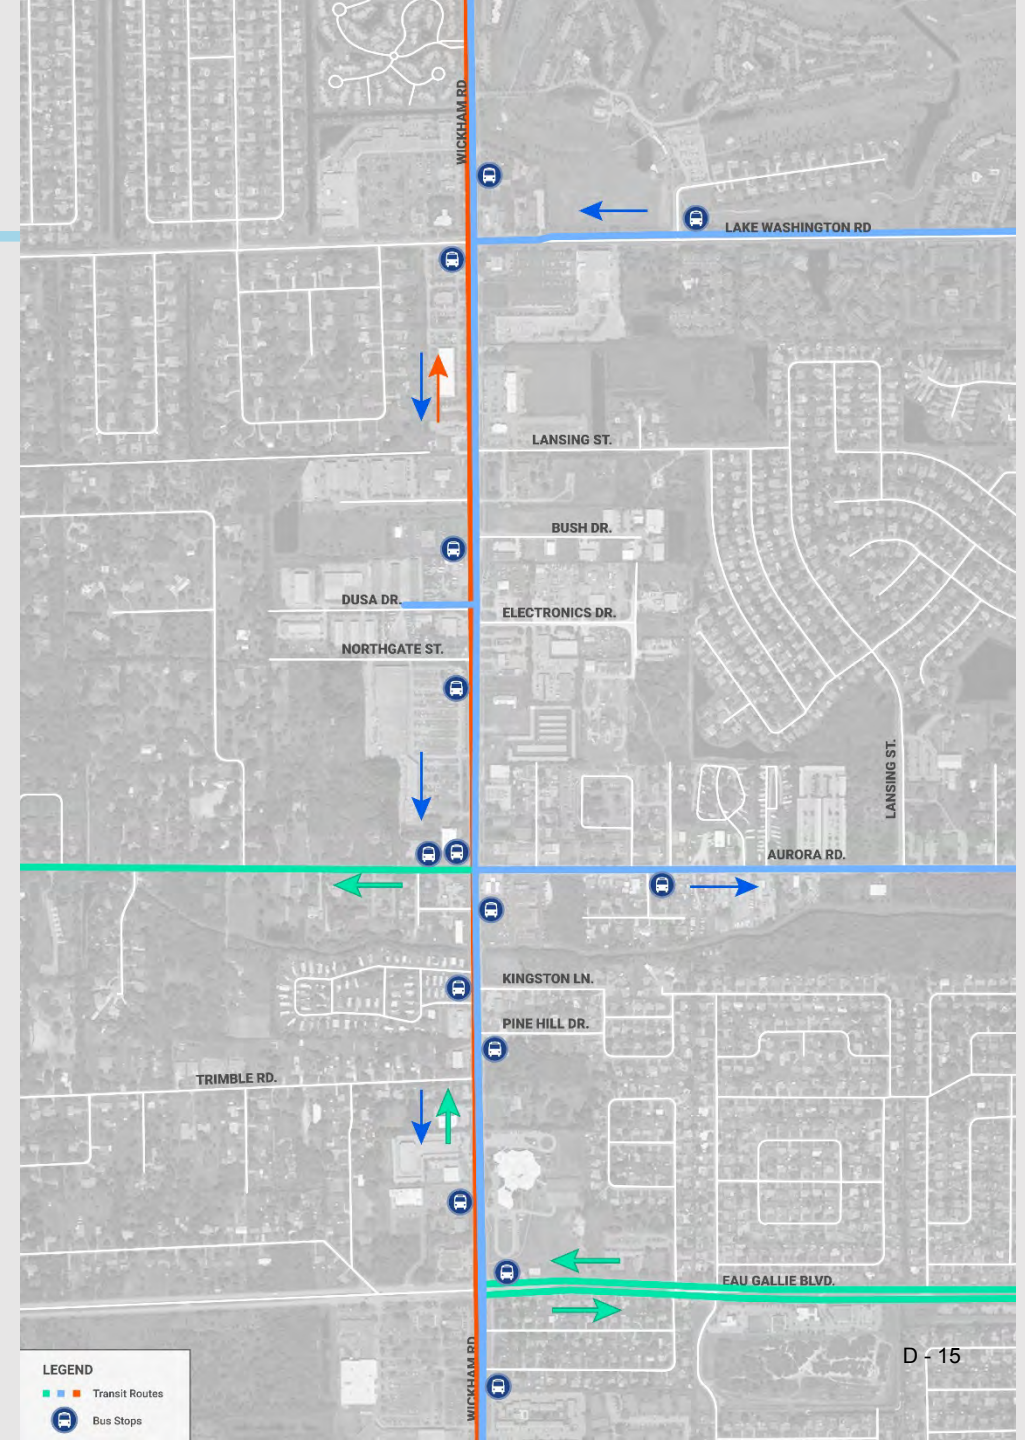 WICKHAM RD
LAKE WASHINGTON RD
LANSING ST.
BUSH DR.
DUSA DR.
ELECTRONICS DR.
NORTHGATE ST.
LANSING ST.
AURORA RD.
KINGSTON LN.
PINE HILL DR.
TRIMBLE RD.
EAU GALLIE BLVD.
WICKHAM RD
D - 15
LEGEND
Transit Routes
Bus Stops